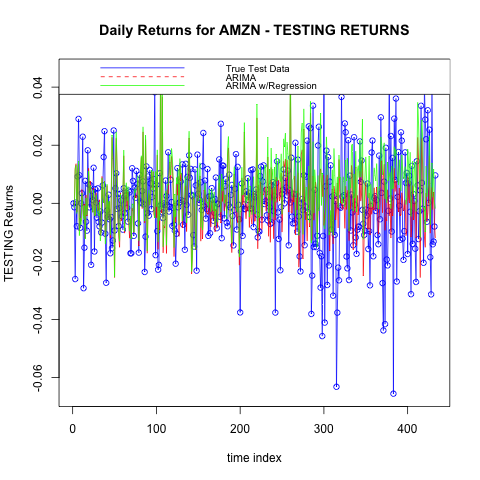 Daily Returns for AMZN - TESTING RETURNS
True Test Data
ARIMA
ARIMA w/Regression
TESTING Returns
0.04
0.02
0.00
-0.02
-0.04
-0.06
0 100 200 300 400
time index